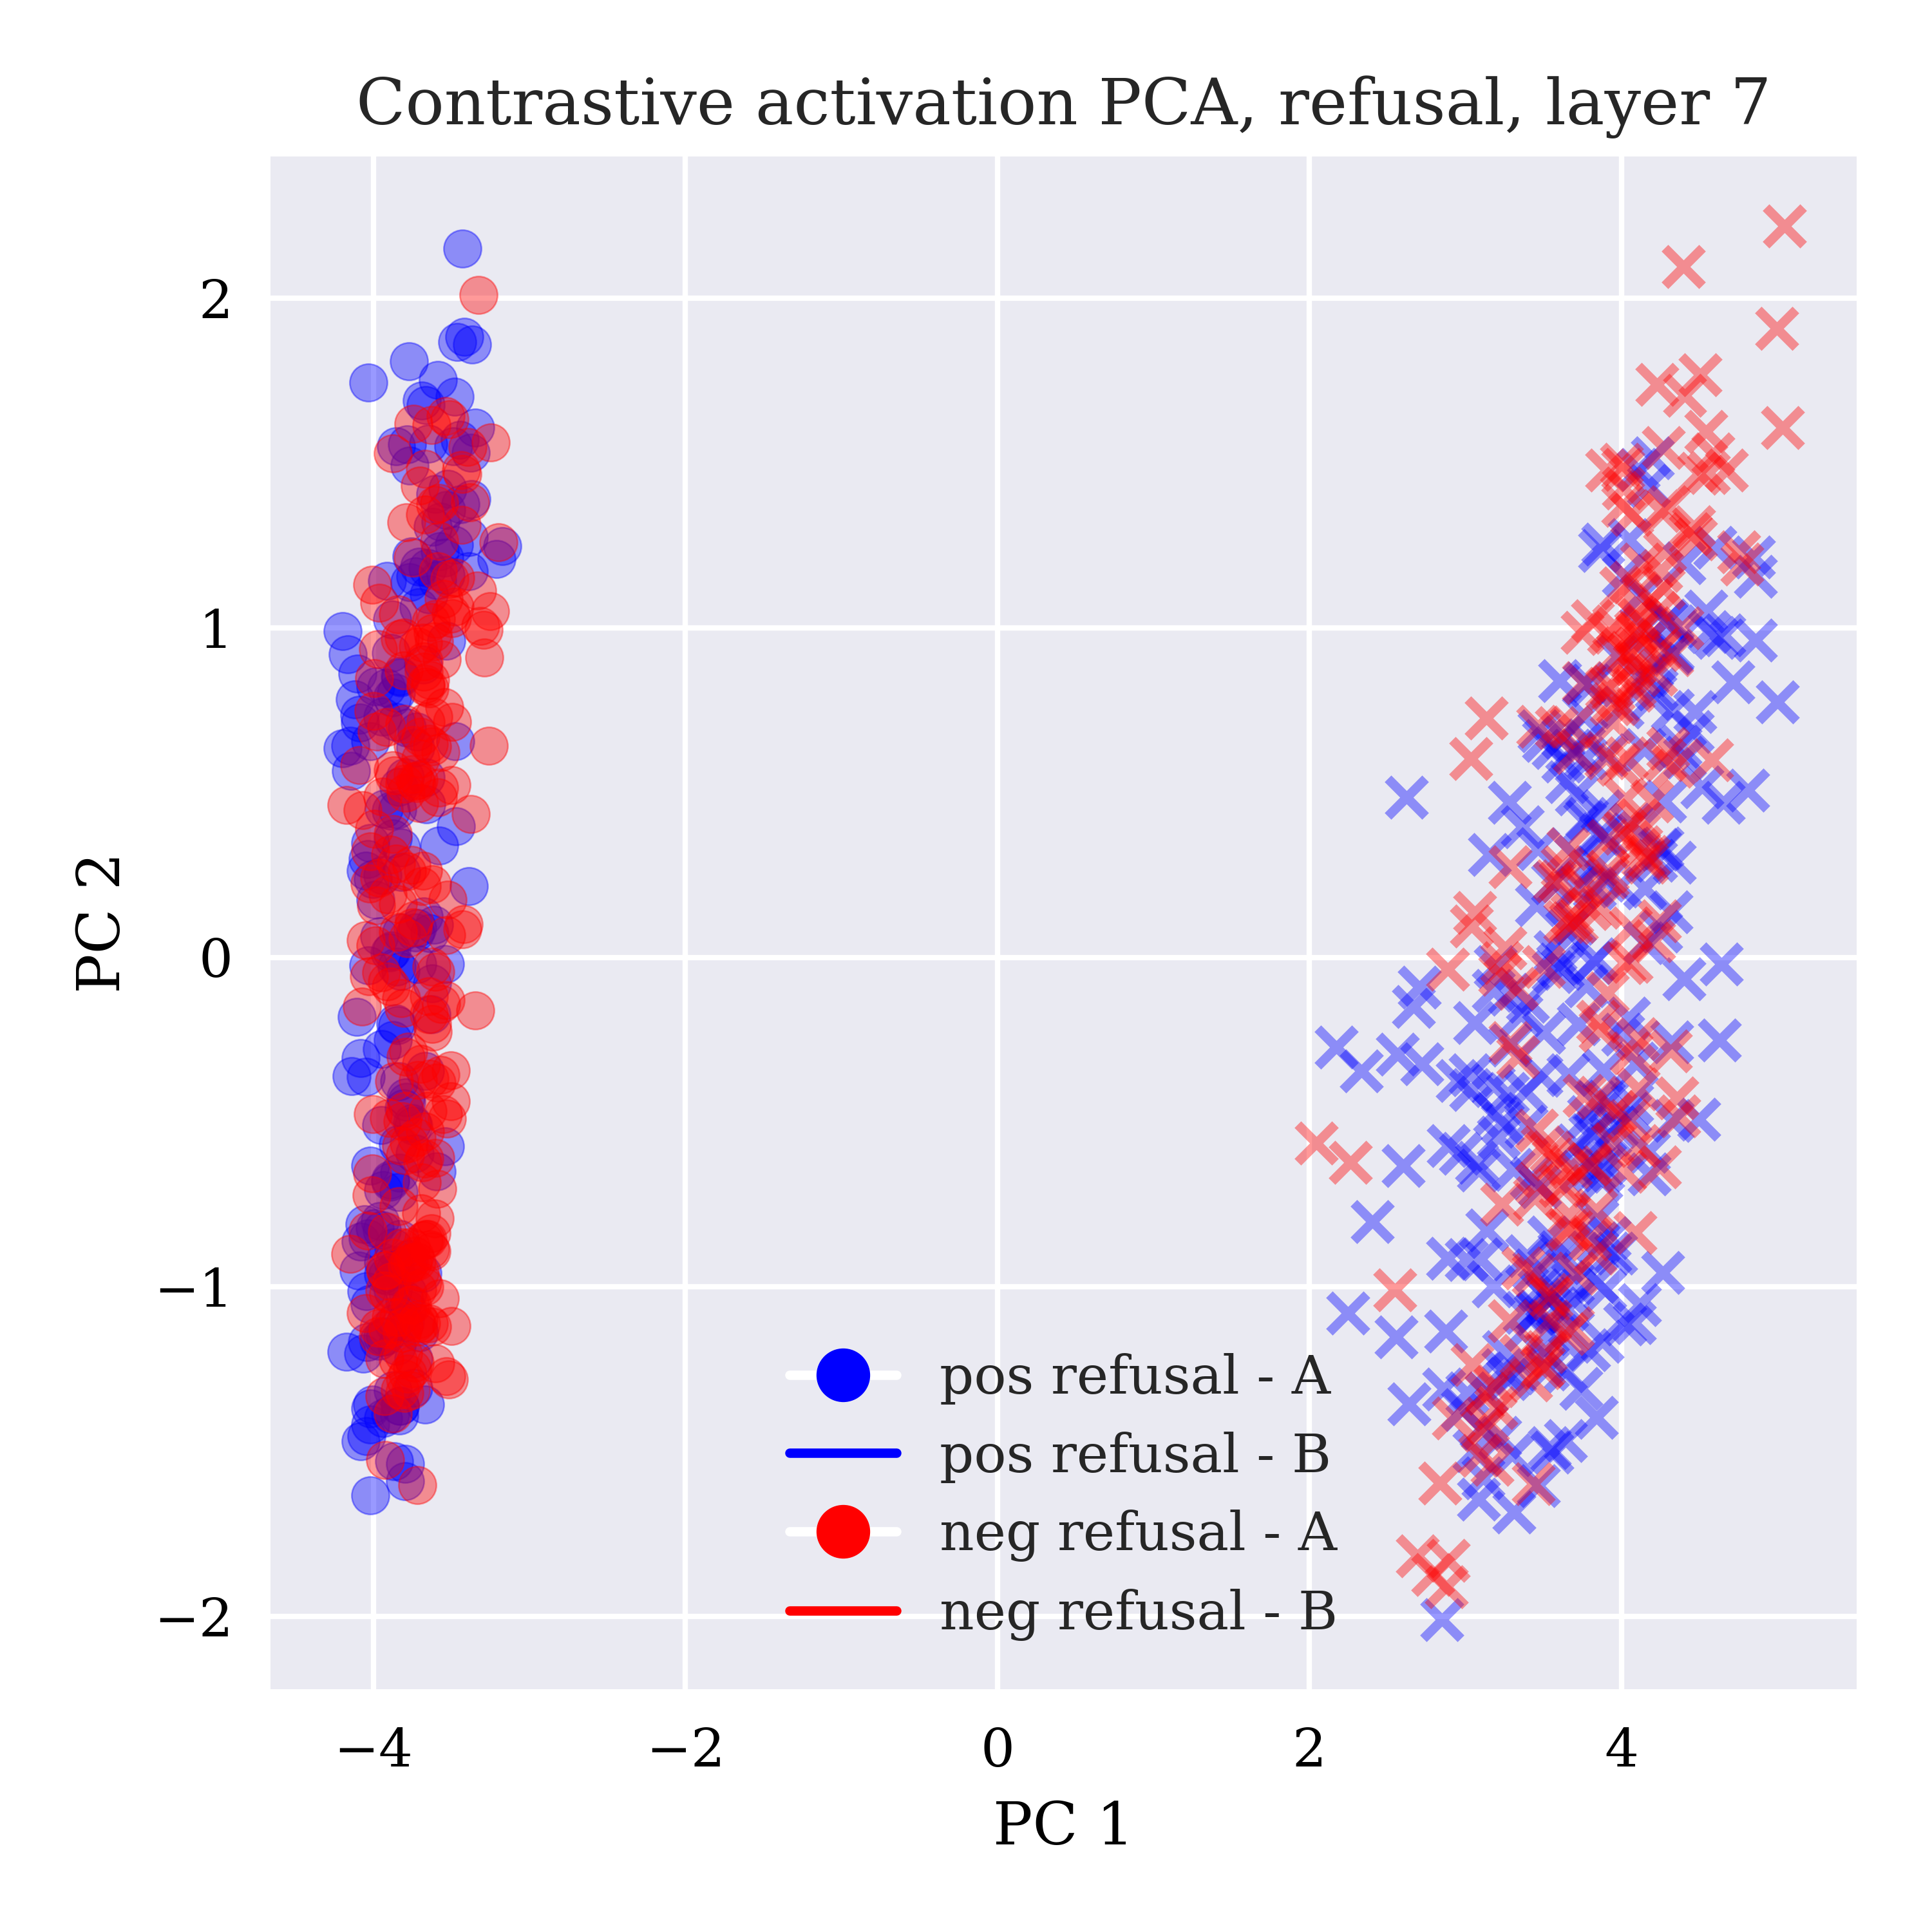 Contrastive activation PCA, refusal, layer 7
PC 2
2
1
0
−1
−2
pos refusal - A
pos refusal - B
neg refusal - A
neg refusal - B
−4 −2 0 2 4
PC 1